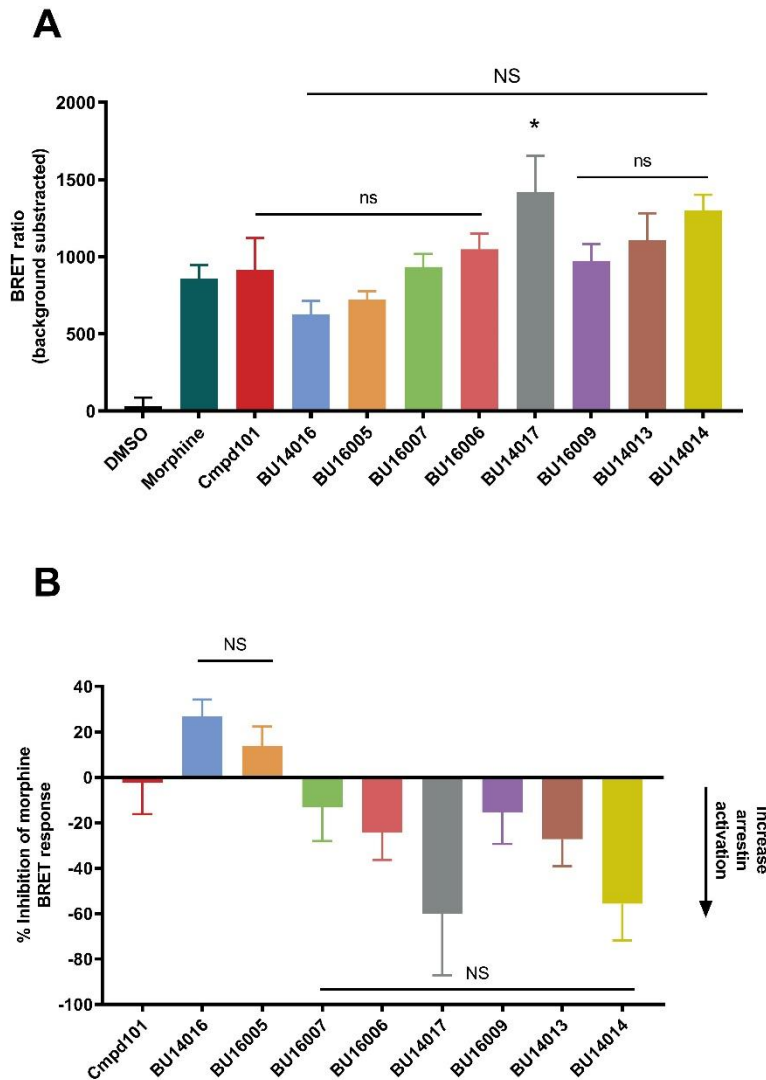 A
NS
2000
*
1500
ns
ns
1000
500
0
BRET ratio
(background substracted)
DMSO
Morphine
Cmpd101
BU14016
BU16005
BU16007
BU16006
BU14017
BU16009
BU14013
BU14014
B
NS
40
20
0
-20
-40
-60
-80
-100
% Inhibition of morphine
BRET response
Increase
arrestin
activation
NS
Cmpd101
BU14016
BU16005
BU16007
BU16006
BU14017
BU16009
BU14013
BU14014